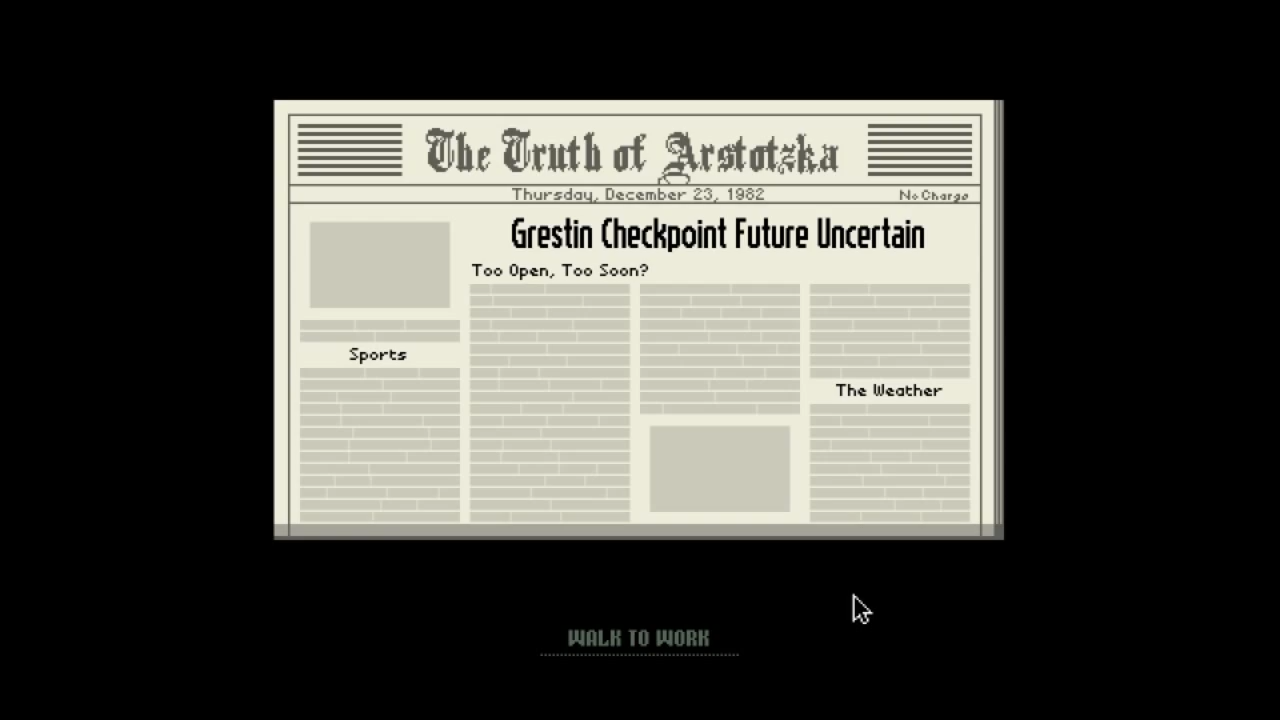 The Truth of Arstotzka
Thursday, December 23, 1982
No Charge
Grestin Checkpoint Future Uncertain
Too Open, Too Soon?
Sports
The Weather
WALK TO WORK